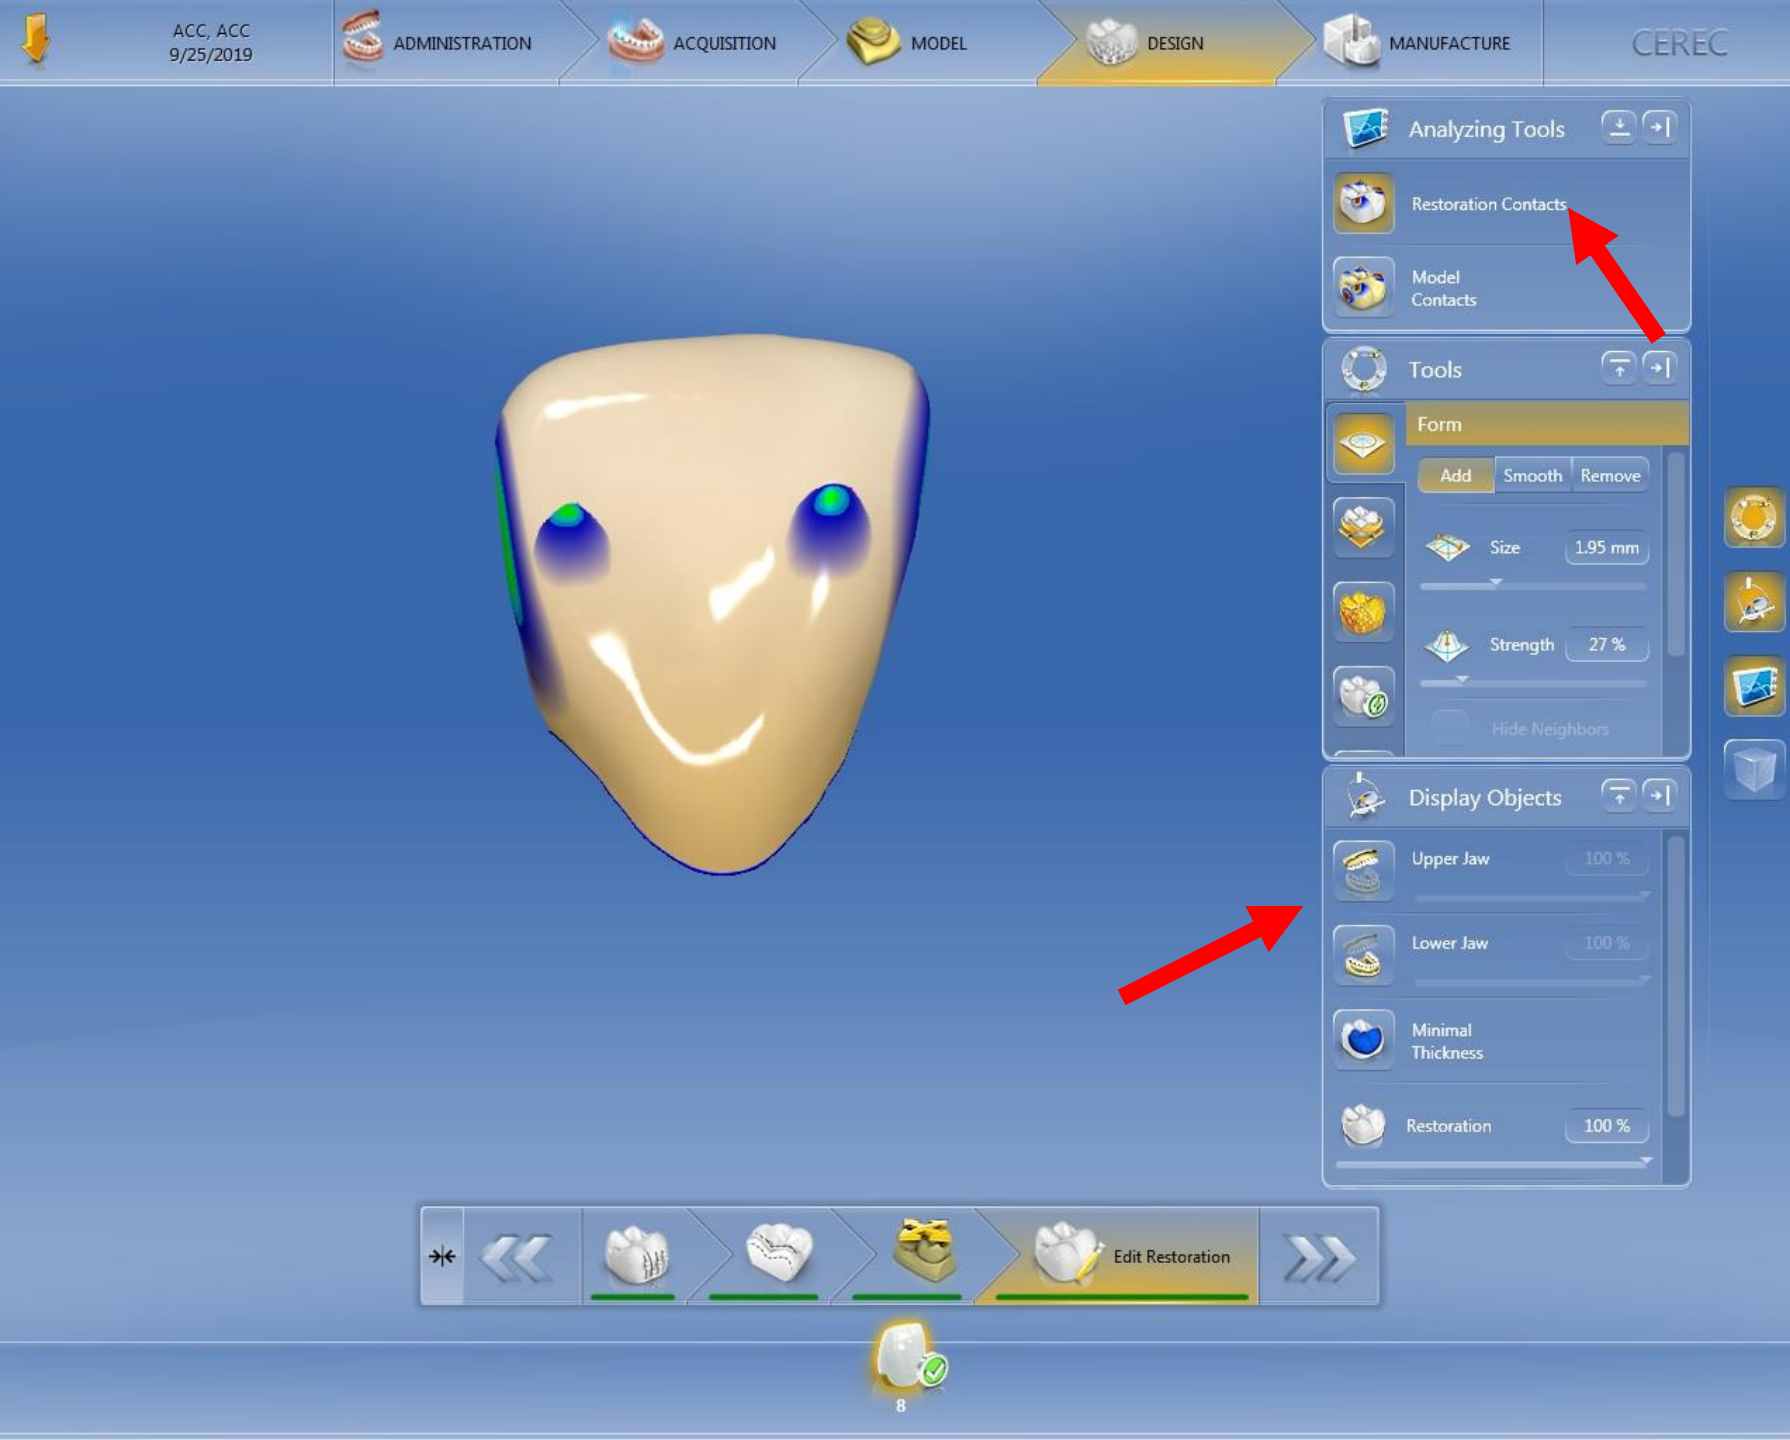 ACC, ACC
9/25/2019
ADMINISTRATION
ACQUISITION
MODEL
DESIGN
MANUFACTURE
CEREC
Analyzing Tools
Restoration Contacts
Model
Contacts
Tools
Form
Add Smooth Remove
Size 1.95 mm
Strength 27 %
Hide Neighbors
Display Objects
Upper Jaw 100 %
Lower Jaw 100 %
Minimal
Thickness
Restoration 100 %
Edit Restoration
8